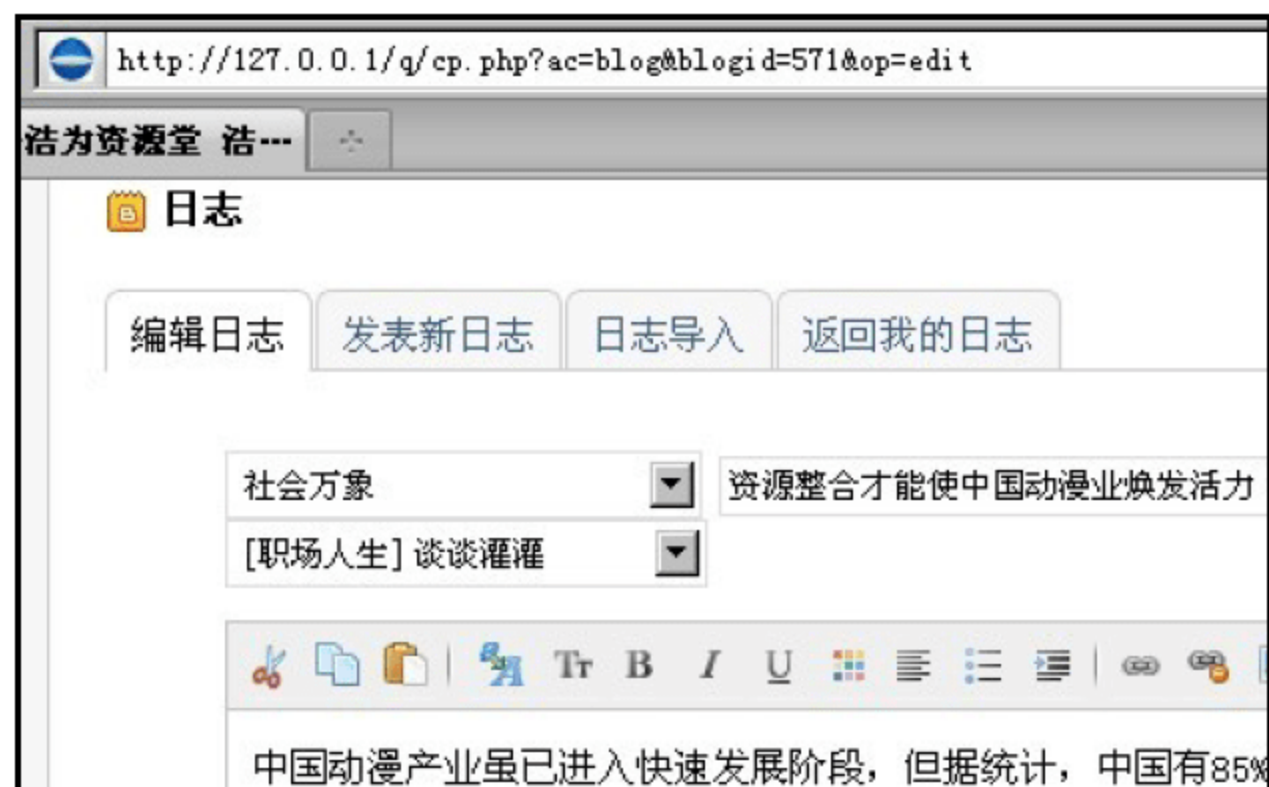 http://127.0.0.1/q/cp.php?ac=blog&blogid=571&op=edit
浩为资源堂 浩···
日志
编辑日志 发表新日志 日志导入 返回我的日志
社会万象 资源整合才能使中国动漫业焕发活力
[职场人生] 谈谈灌灌
TT B I U
中国动漫产业虽已进入快速发展阶段，但据统计，中国有85%